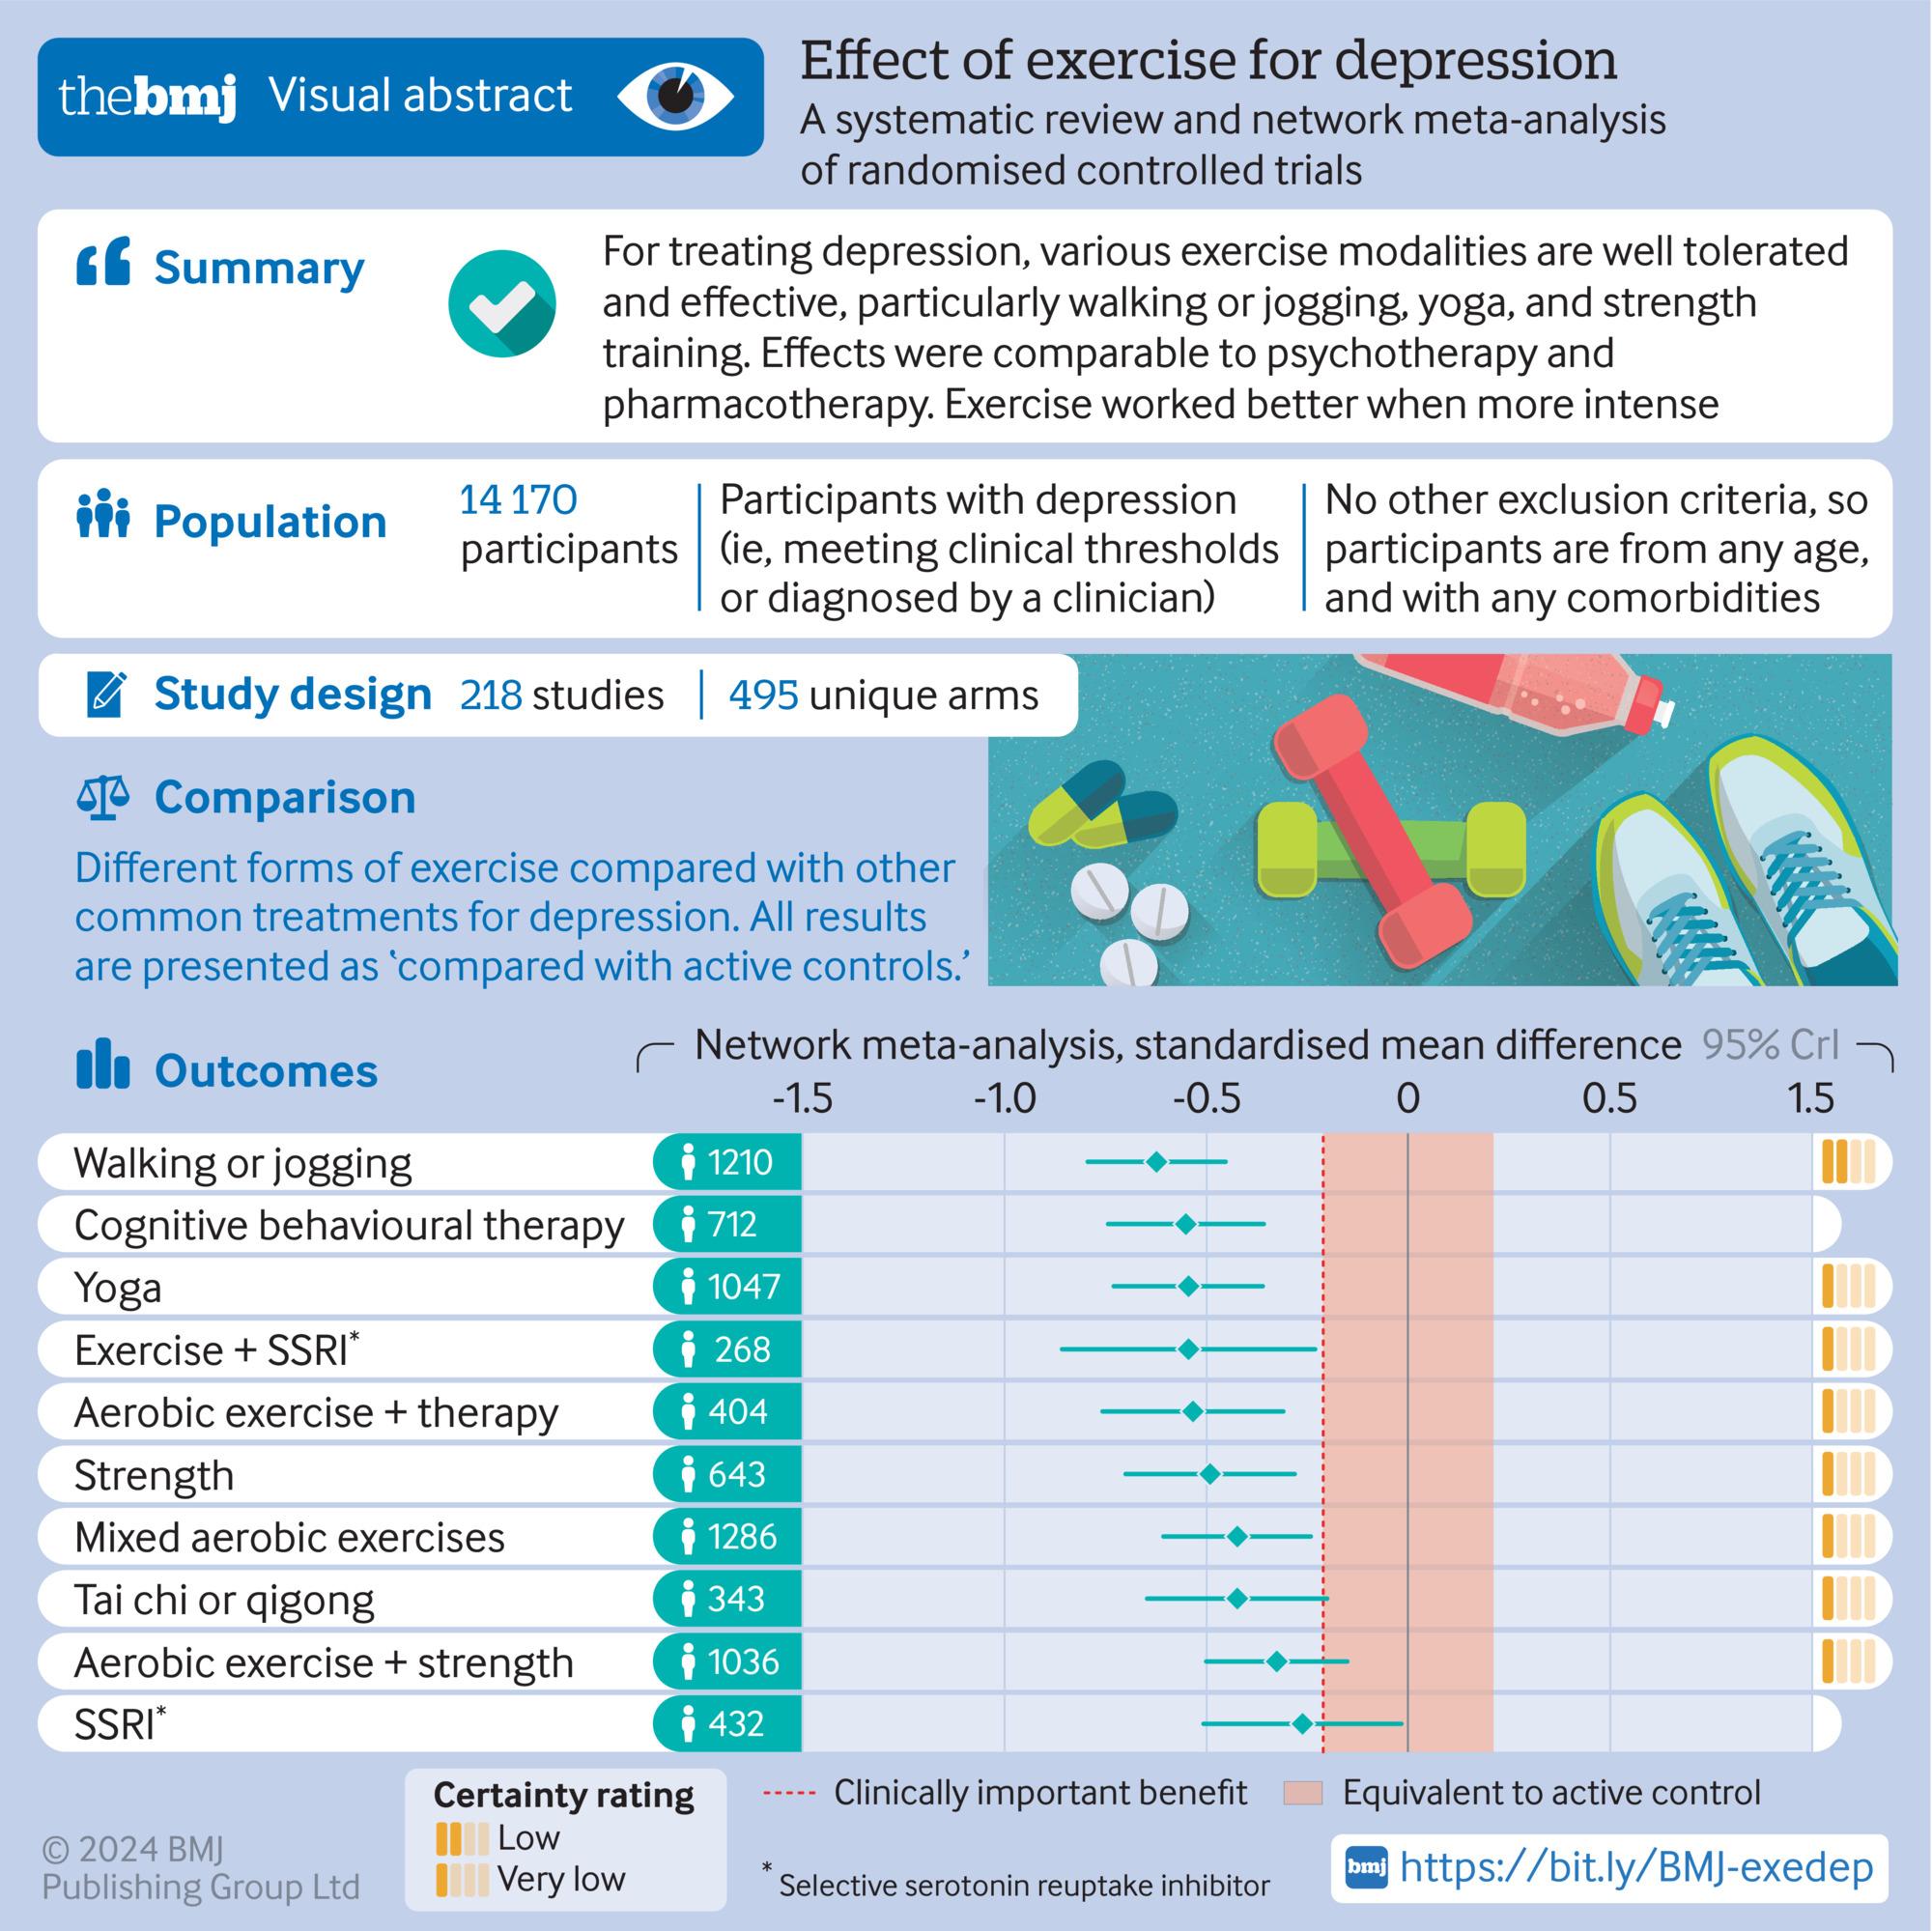 thebmj Visual abstract
Effect of exercise for depression
A systematic review and network meta-analysis
of randomised controlled trials
Summary
For treating depression, various exercise modalities are well tolerated
and effective, particularly walking or jogging, yoga, and strength
training. Effects were comparable to psychotherapy and
pharmacotherapy. Exercise worked better when more intense
Population
14 170
participants
Participants with depression
(ie, meeting clinical thresholds
or diagnosed by a clinician)
No other exclusion criteria, so
participants are from any age,
and with any comorbidities
Study design 218 studies 495 unique arms
Comparison
Different forms of exercise compared with other
common treatments for depression. All results
are presented as ‘compared with active controls.’
Outcomes
Network meta-analysis, standardised mean difference 95% CrI
-1.5 -1.0 -0.5 0 0.5 1.5
Walking or jogging 1210
Cognitive behavioural therapy 712
Yoga 1047
Exercise + SSRI* 268
Aerobic exercise + therapy 404
Strength 643
Mixed aerobic exercises 1286
Tai chi or qigong 343
Aerobic exercise + strength 1036
SSRI* 432
Certainty rating
Low
Very low
Clinically important benefit
Equivalent to active control
* Selective serotonin reuptake inhibitor
© 2024 BMJ
Publishing Group Ltd
bmj https://bit.ly/BMJ-exedep